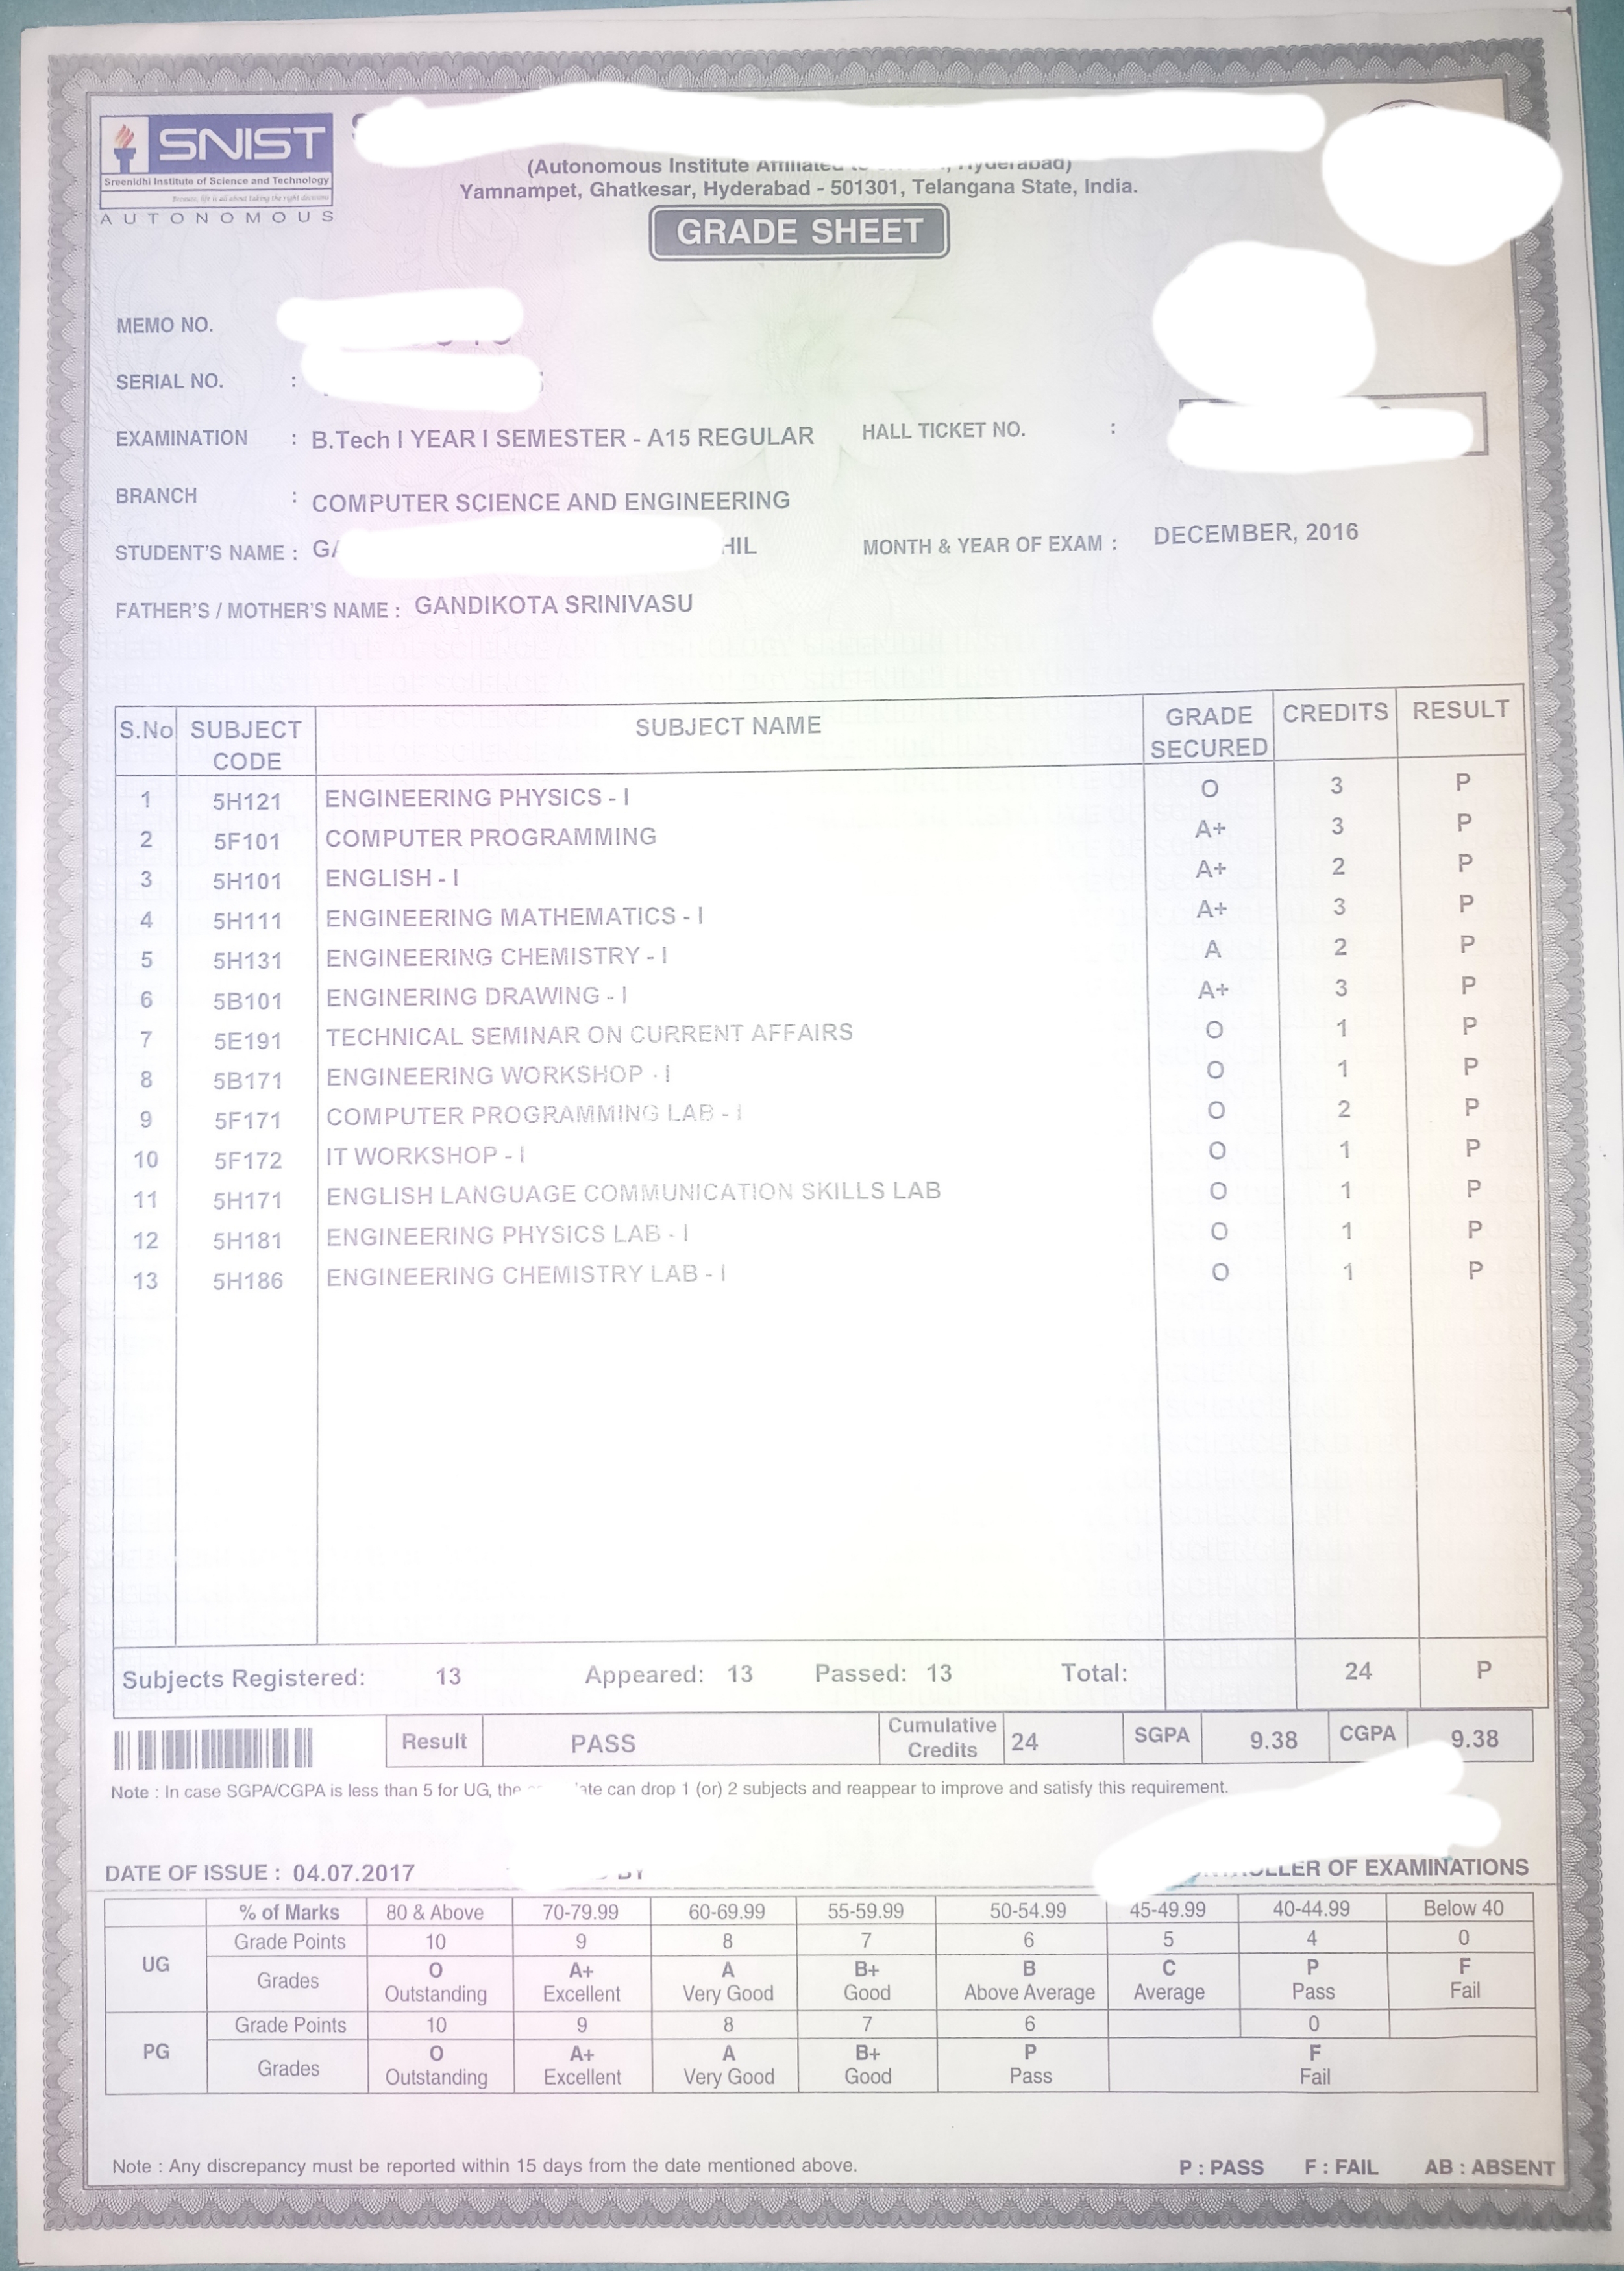 SNIST
Sreenidhi Institute of Science and Technology
Because, life is all about taking the right decisions
AUTONOMOUS
(Autonomous Institute Affiliated Hyderabad)
Yamnampet, Ghatkesar, Hyderabad - 501301, Telangana State, India.
GRADE SHEET
MEMO NO.
SERIAL NO. :
EXAMINATION : B.Tech I YEAR I SEMESTER - A15 REGULAR HALL TICKET NO. :
BRANCH : COMPUTER SCIENCE AND ENGINEERING
STUDENT'S NAME : MONTH & YEAR OF EXAM : DECEMBER, 2016
FATHER'S / MOTHER'S NAME : GANDIKOTA SRINIVASU
S.No SUBJECT CODE SUBJECT NAME GRADE SECURED CREDITS RESULT
1 5H121 ENGINEERING PHYSICS - I O 3 P
2 5F101 COMPUTER PROGRAMMING A+ 3 P
3 5H101 ENGLISH - I A+ 2 P
4 5H111 ENGINEERING MATHEMATICS - I A+ 3 P
5 5H131 ENGINEERING CHEMISTRY - I A 2 P
6 5B101 ENGINERING DRAWING - I A+ 3 P
7 5E191 TECHNICAL SEMINAR ON CURRENT AFFAIRS O 1 P
8 5B171 ENGINEERING WORKSHOP - I O 1 P
9 5F171 COMPUTER PROGRAMMING LAB - I O 2 P
10 5F172 IT WORKSHOP - I O 1 P
11 5H171 ENGLISH LANGUAGE COMMUNICATION SKILLS LAB O 1 P
12 5H181 ENGINEERING PHYSICS LAB - I O 1 P
13 5H186 ENGINEERING CHEMISTRY LAB - I O 1 P
Subjects Registered: 13 Appeared: 13 Passed: 13 Total: 24 P
Result PASS Cumulative Credits 24 SGPA 9.38 CGPA 9.38
Note : In case SGPA/CGPA is less than 5 for UG, the can drop 1 (or) 2 subjects and reappear to improve and satisfy this requirement.
DATE OF ISSUE : 04.07.2017 OF EXAMINATIONS
% of Marks 80 & Above 70-79.99 60-69.99 55-59.99 50-54.99 45-49.99 40-44.99 Below 40
UG Grade Points 10 9 8 7 6 5 4 0
Grades O Outstanding A+ Excellent A Very Good B+ Good B Above Average C Average P Pass F Fail
PG Grade Points 10 9 8 7 6 0
Grades O Outstanding A+ Excellent A Very Good B+ Good P Pass F Fail
Note : Any discrepancy must be reported within 15 days from the date mentioned above.
P : PASS F : FAIL AB : ABSENT